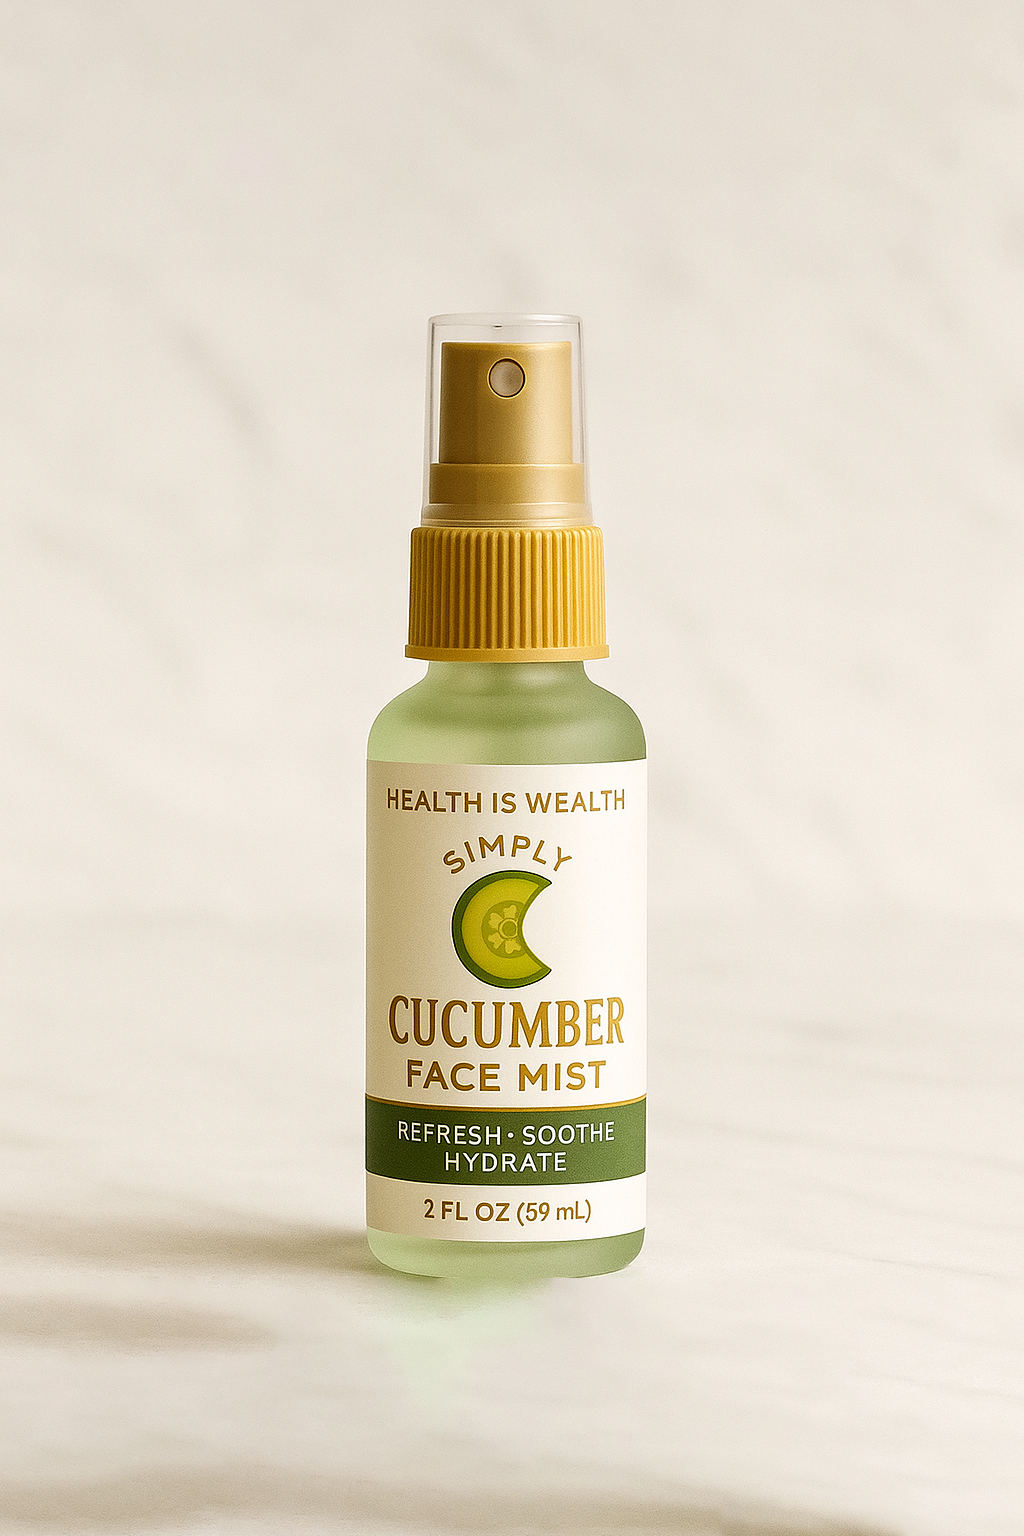 HEALTH IS WEALTH
SIMPLY
CUCUMBER
FACE MIST
REFRESH • SOOTHE
HYDRATE
2 FL OZ (59 mL)